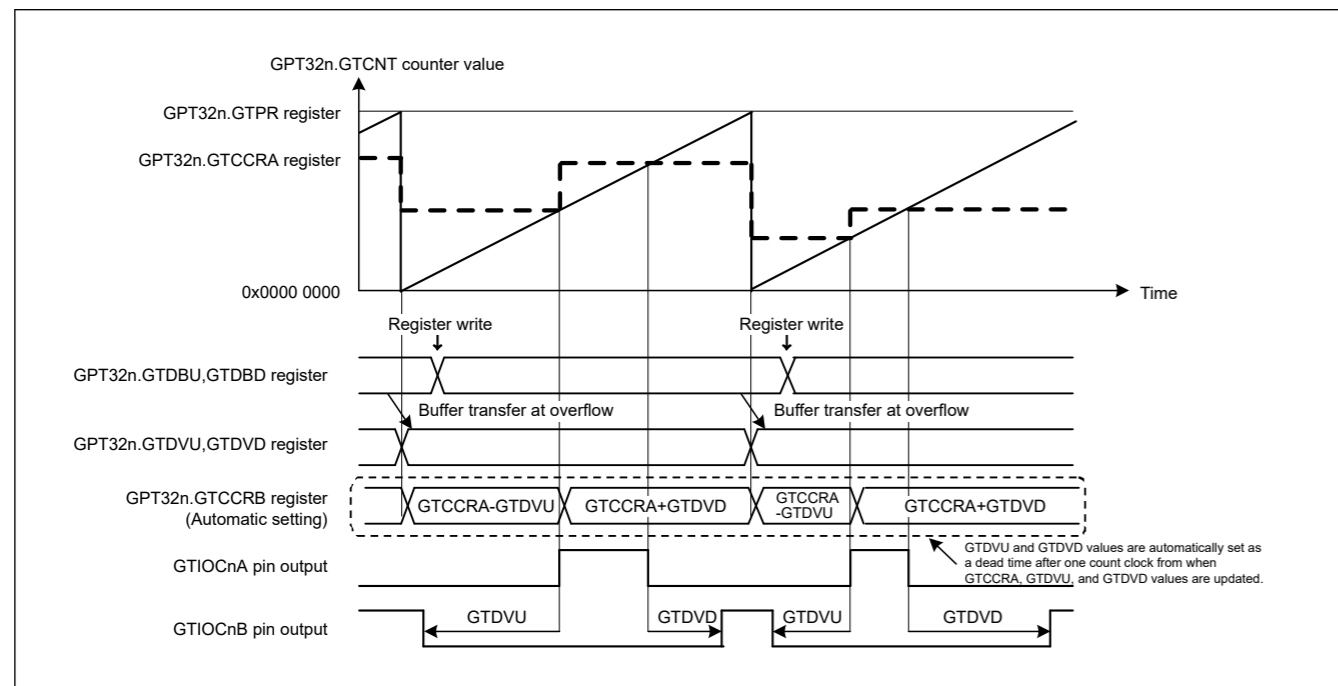 GPT32n.GTCNT counter value
GPT32n.GTPR register
GPT32n.GTCCRA register
0x0000 0000
Time
Register write
Register write
GPT32n.GTDBU,GTDBD register
Buffer transfer at overflow
Buffer transfer at overflow
GPT32n.GTDVU,GTDVD register
GPT32n.GTCCRB register
(Automatic setting)
GTCCRA-GTDVU
GTCCRA+GTDVD
GTCCRA
-GTDVU
GTCCRA+GTDVD
GTDVU and GTDVD values are automatically set as
a dead time after one count clock from when
GTCCRA, GTDVU, and GTDVD values are updated.
GTIOCnA pin output
GTIOCnB pin output
GTDVU
GTDVD
GTDVU
GTDVD